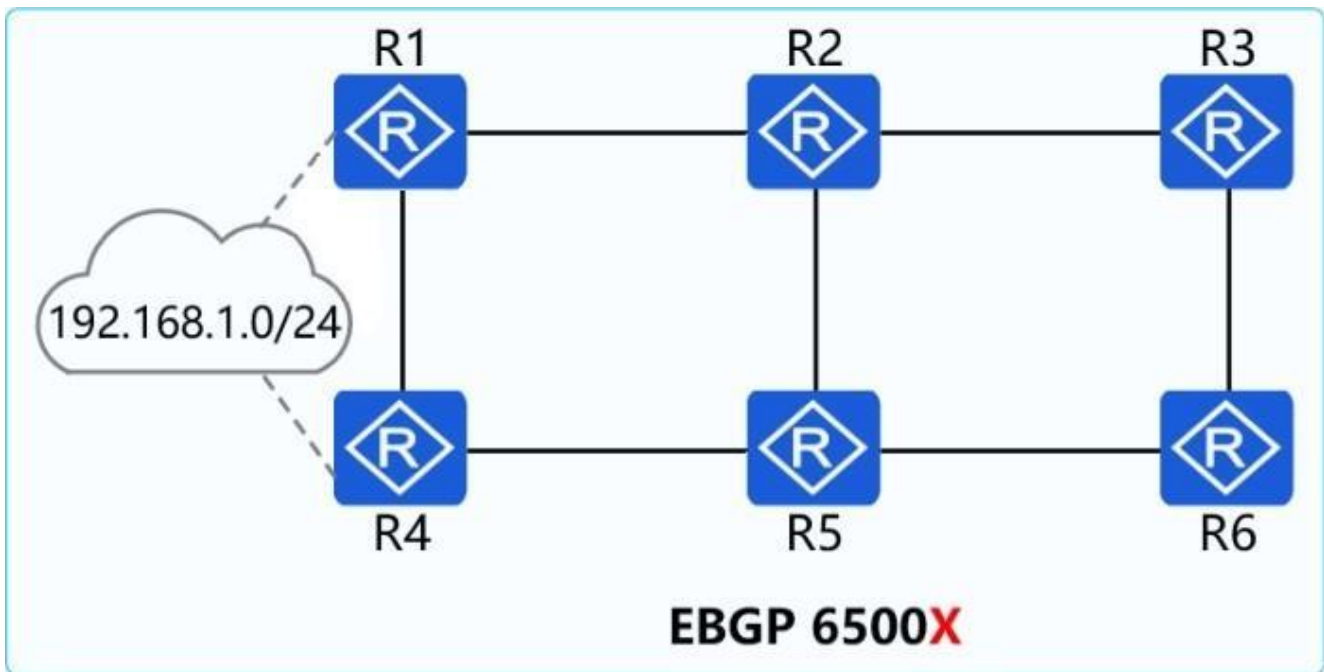 R1 R2 R3
R R R
192.168.1.0/24
R R R
R4 R5 R6
EBGP 6500X